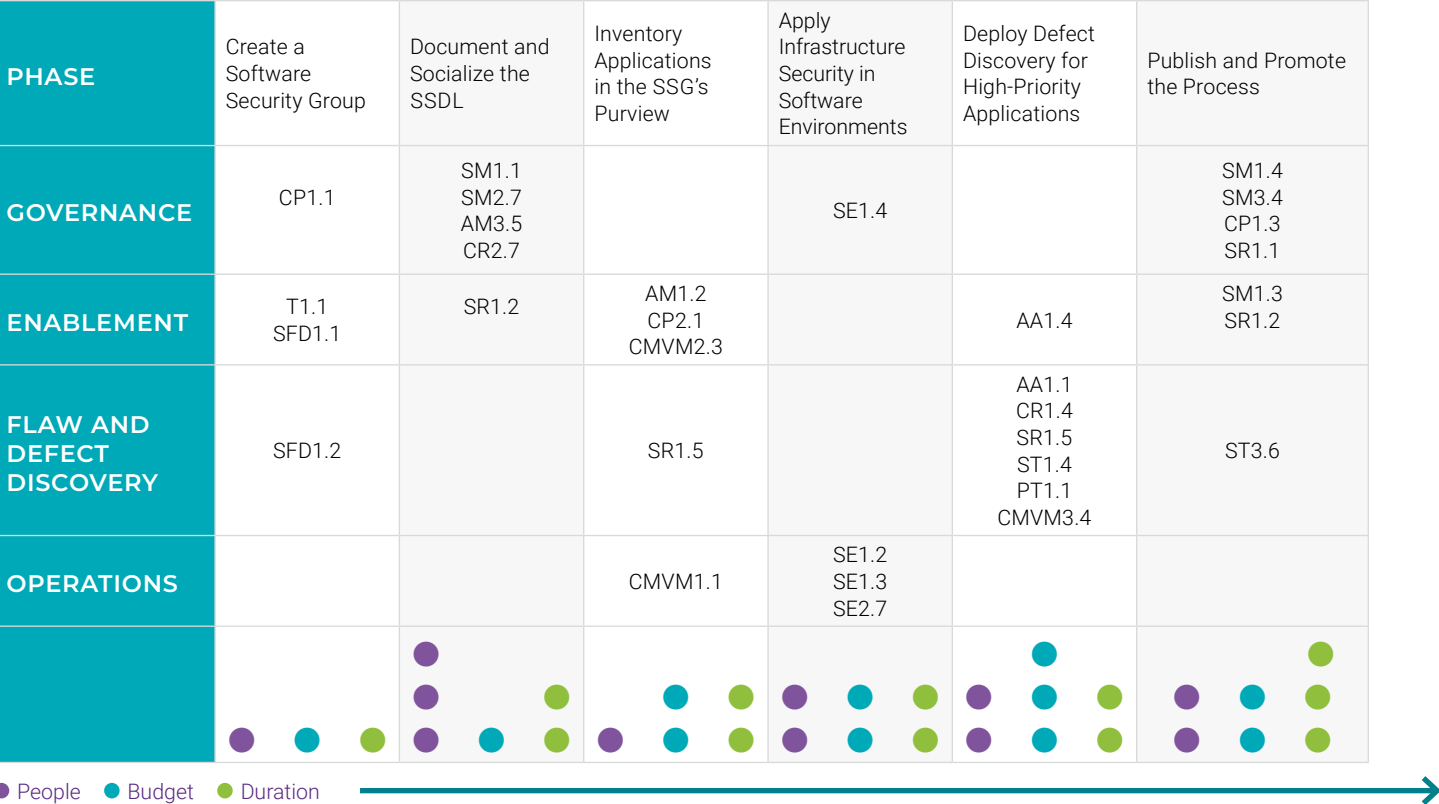 PHASE
Create a
Software
Security Group
Document and
Socialize the
SSDL
Inventory
Applications
in the SSG's
Purview
Apply
Infrastructure
Security in
Software
Environments
Deploy Defect
Discovery for
High-Priority
Applications
Publish and Promote
the Process
GOVERNANCE
CP1.1
SM1.1
SM2.7
AM3.5
CR2.7
SE1.4
SM1.4
SM3.4
CP1.3
SR1.1
ENABLEMENT
T1.1
SFD1.1
SR1.2
AM1.2
CP2.1
CMVM2.3
AA1.4
SM1.3
SR1.2
FLAW AND
DEFECT
DISCOVERY
SFD1.2
SR1.5
AA1.1
CR1.4
SR1.5
ST1.4
PT1.1
CMVM3.4
ST3.6
OPERATIONS
CMVM1.1
SE1.2
SE1.3
SE2.7
People Budget Duration